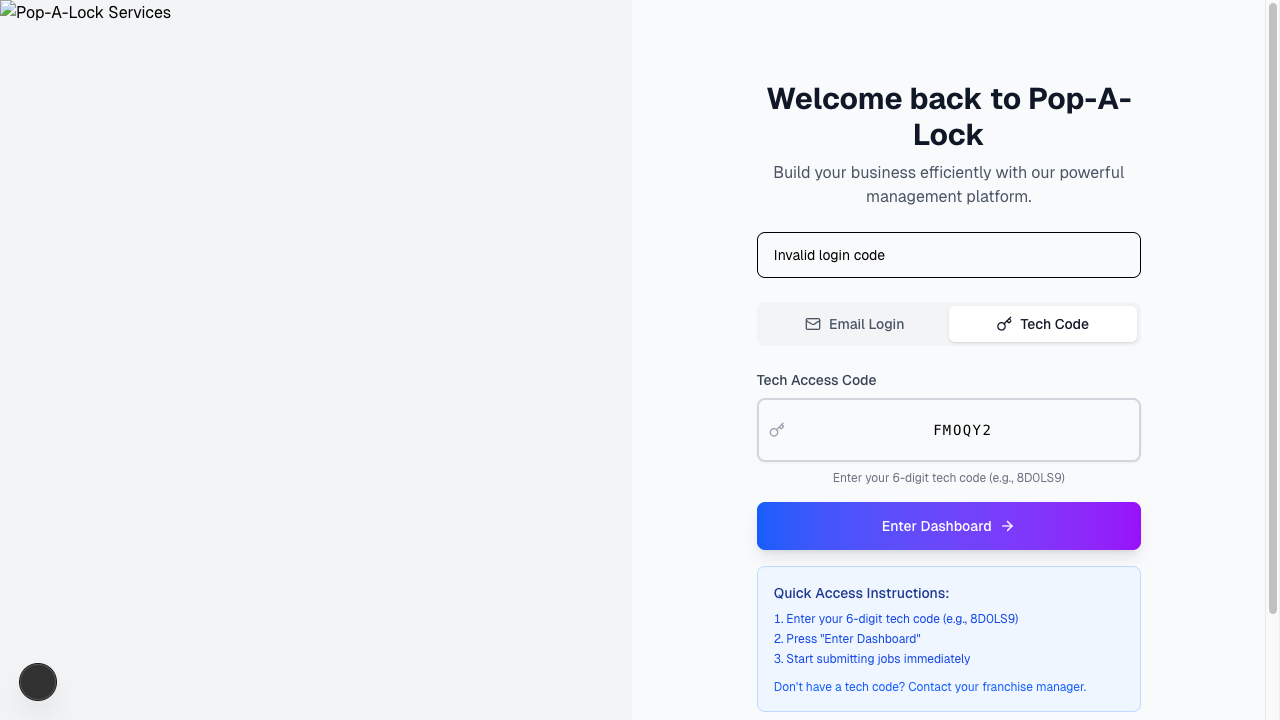 Pop-A-Lock Services
Welcome back to Pop-A-
Lock
Build your business efficiently with our powerful
management platform.
Invalid login code
Email Login
Tech Code
Tech Access Code
FMOQY2
Enter your 6-digit tech code (e.g., 8D0LS9)
Enter Dashboard
Quick Access Instructions:
1. Enter your 6-digit tech code (e.g., 8D0LS9)
2. Press "Enter Dashboard"
3. Start submitting jobs immediately
Don't have a tech code? Contact your franchise manager.